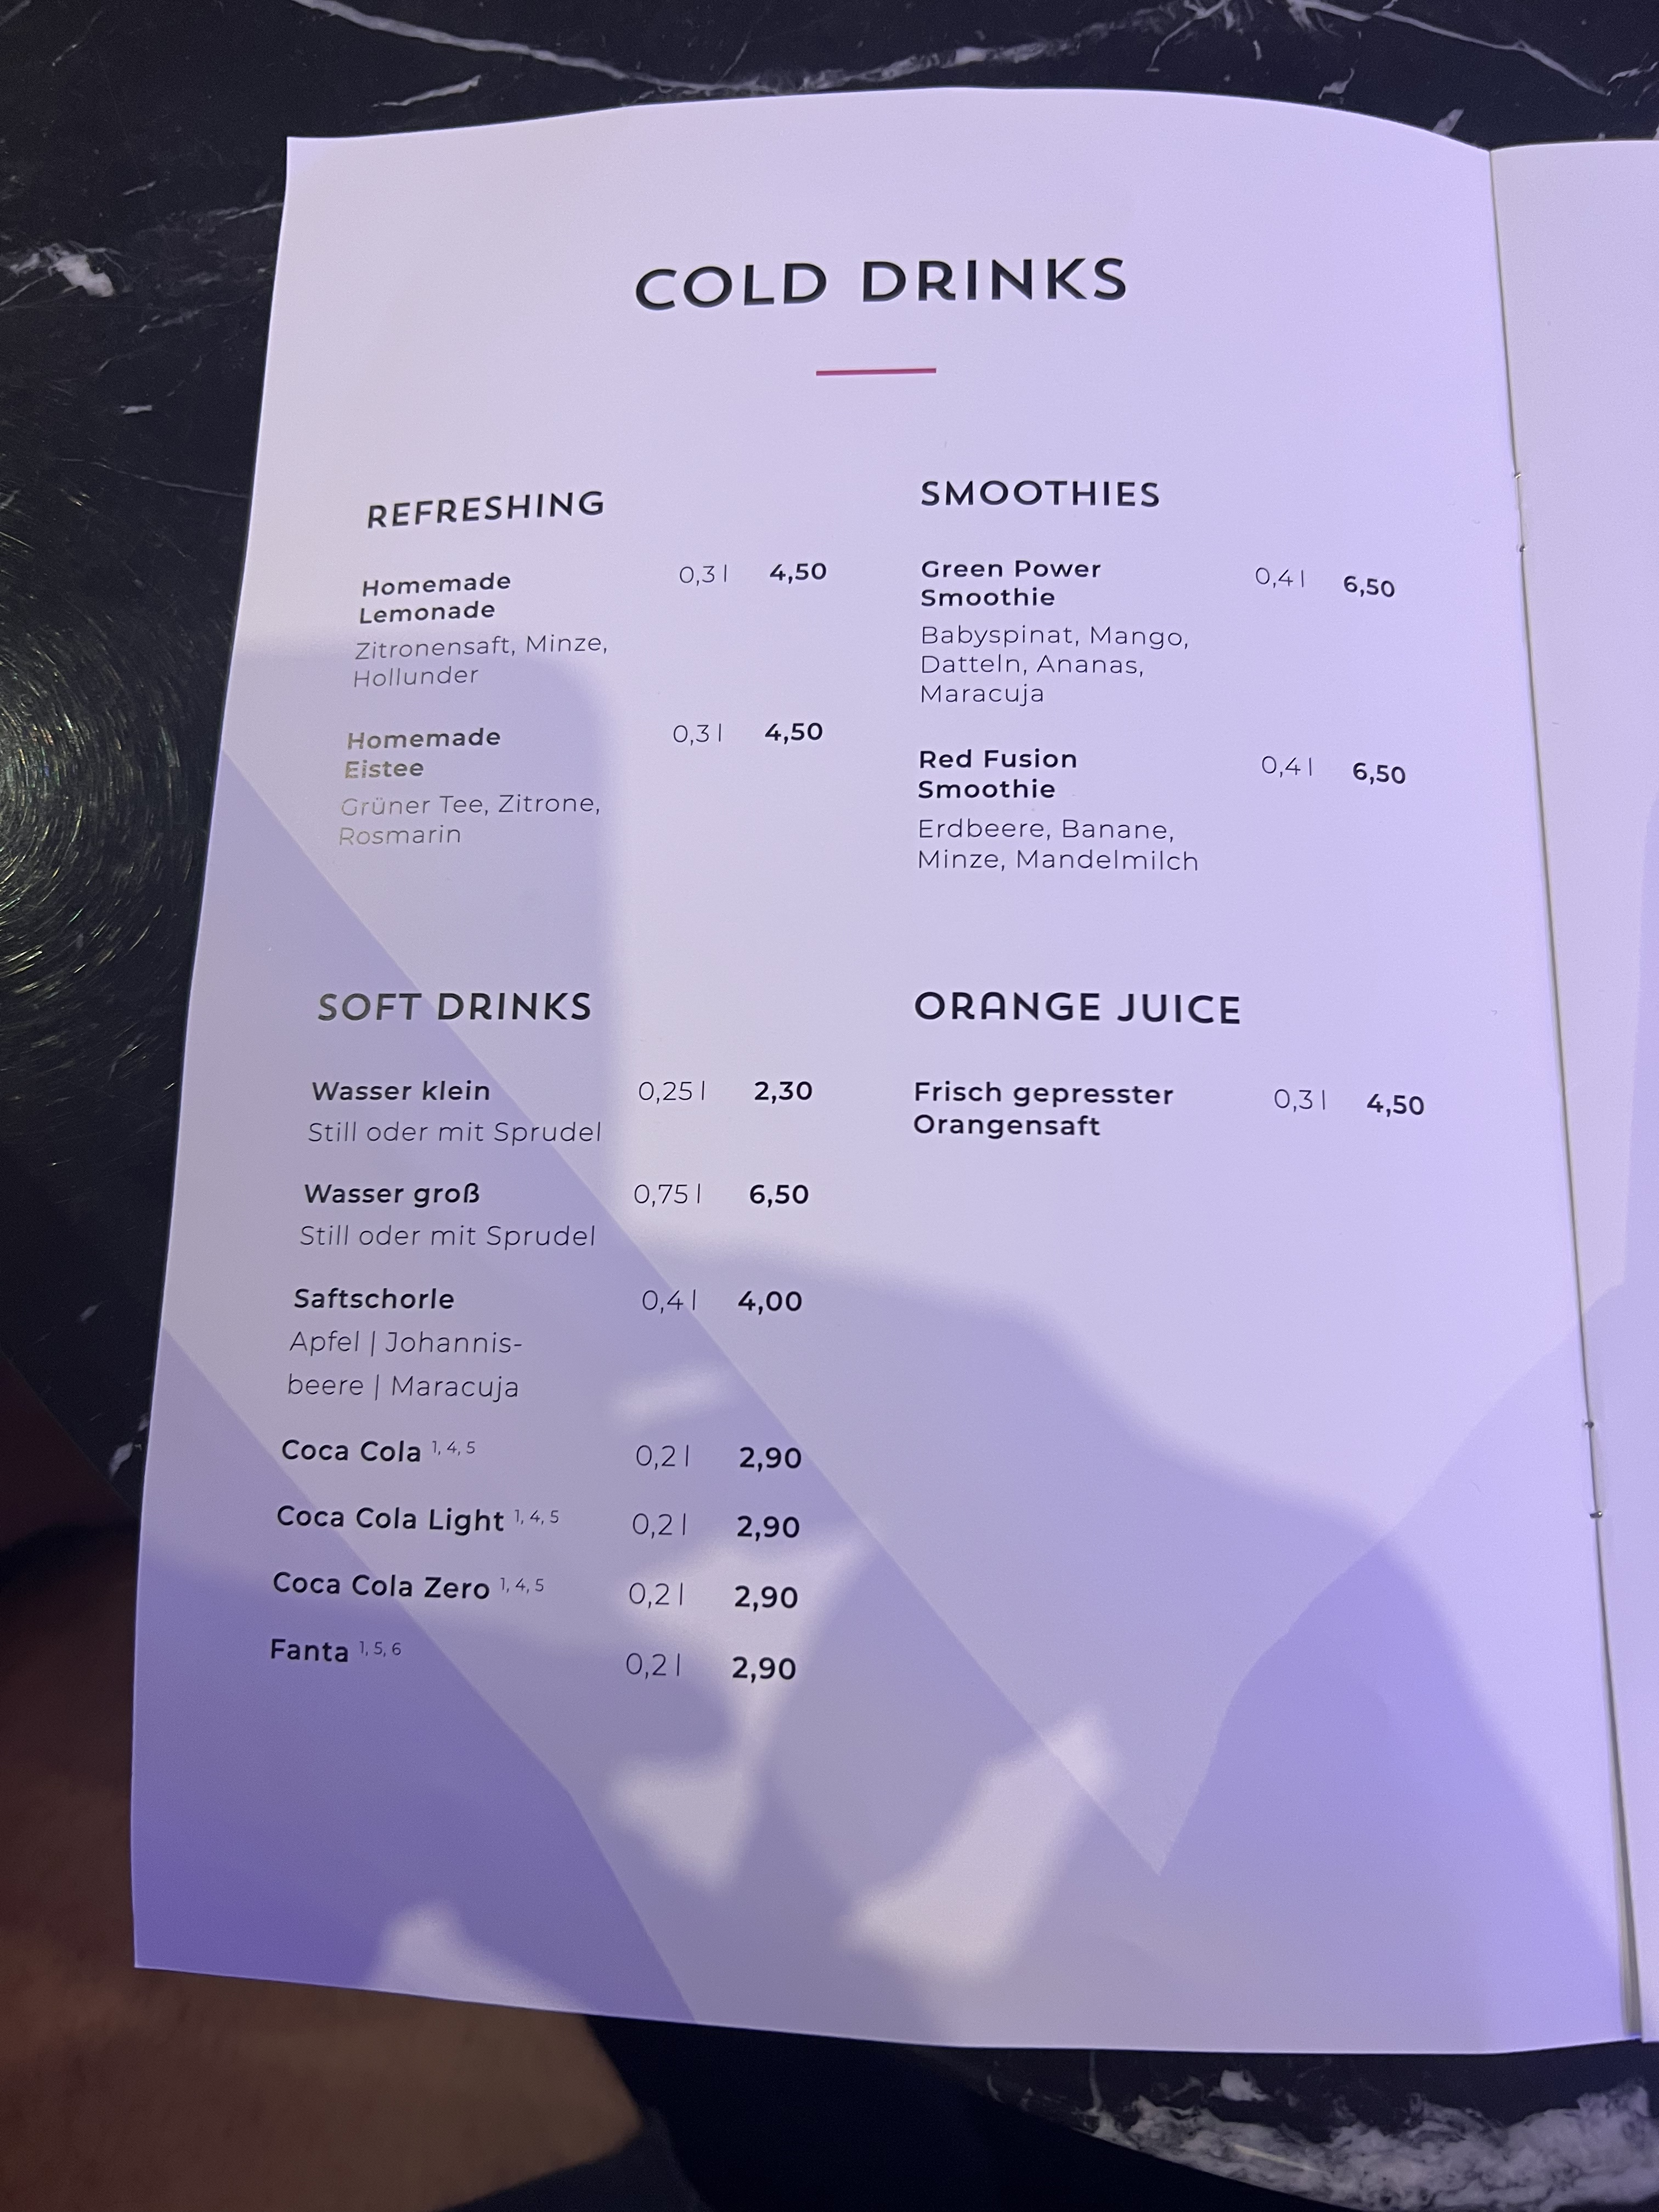 COLD DRINKS
REFRESHING
Homemade 0,3 l 4,50
Lemonade
Zitronensaft, Minze,
Hollunder
Homemade 0,3 l 4,50
Eistee
Grüner Tee, Zitrone,
Rosmarin
SMOOTHIES
Green Power 0,4 l 6,50
Smoothie
Babyspinat, Mango,
Datteln, Ananas,
Maracuja
Red Fusion 0,4 l 6,50
Smoothie
Erdbeere, Banane,
Minze, Mandelmilch
SOFT DRINKS
Wasser klein 0,25 l 2,30
Still oder mit Sprudel
Wasser groß 0,75 l 6,50
Still oder mit Sprudel
Saftschorle 0,4 l 4,00
Apfel | Johannis-
beere | Maracuja
Coca Cola 1, 4, 5 0,2 l 2,90
Coca Cola Light 1, 4, 5 0,2 l 2,90
Coca Cola Zero 1, 4, 5 0,2 l 2,90
Fanta 1, 5, 6 0,2 l 2,90
ORANGE JUICE
Frisch gepresster 0,3 l 4,50
Orangensaft